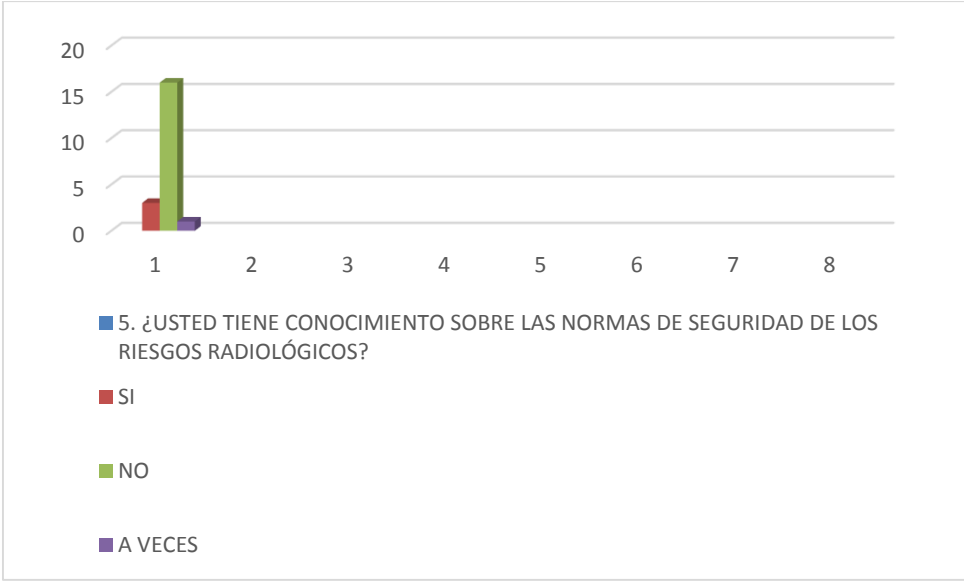 20
15
10
5
0
1 2 3 4 5 6 7 8
5. ¿USTED TIENE CONOCIMIENTO SOBRE LAS NORMAS DE SEGURIDAD DE LOS
RIESGOS RADIOLÓGICOS?
SI
NO
A VECES